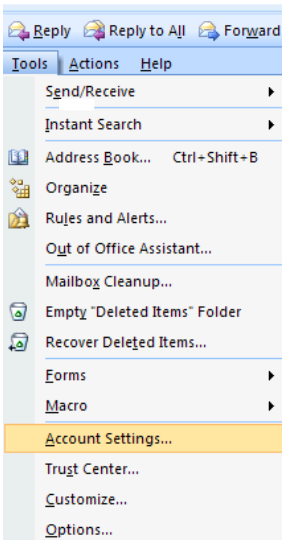 Reply Reply to All Forward
Tools Actions Help
Send/Receive
Instant Search
Address Book... Ctrl+Shift+B
Organize
Rules and Alerts...
Out of Office Assistant...
Mailbox Cleanup...
Empty "Deleted Items" Folder
Recover Deleted Items...
Forms
Macro
Account Settings...
Trust Center...
Customize...
Options...